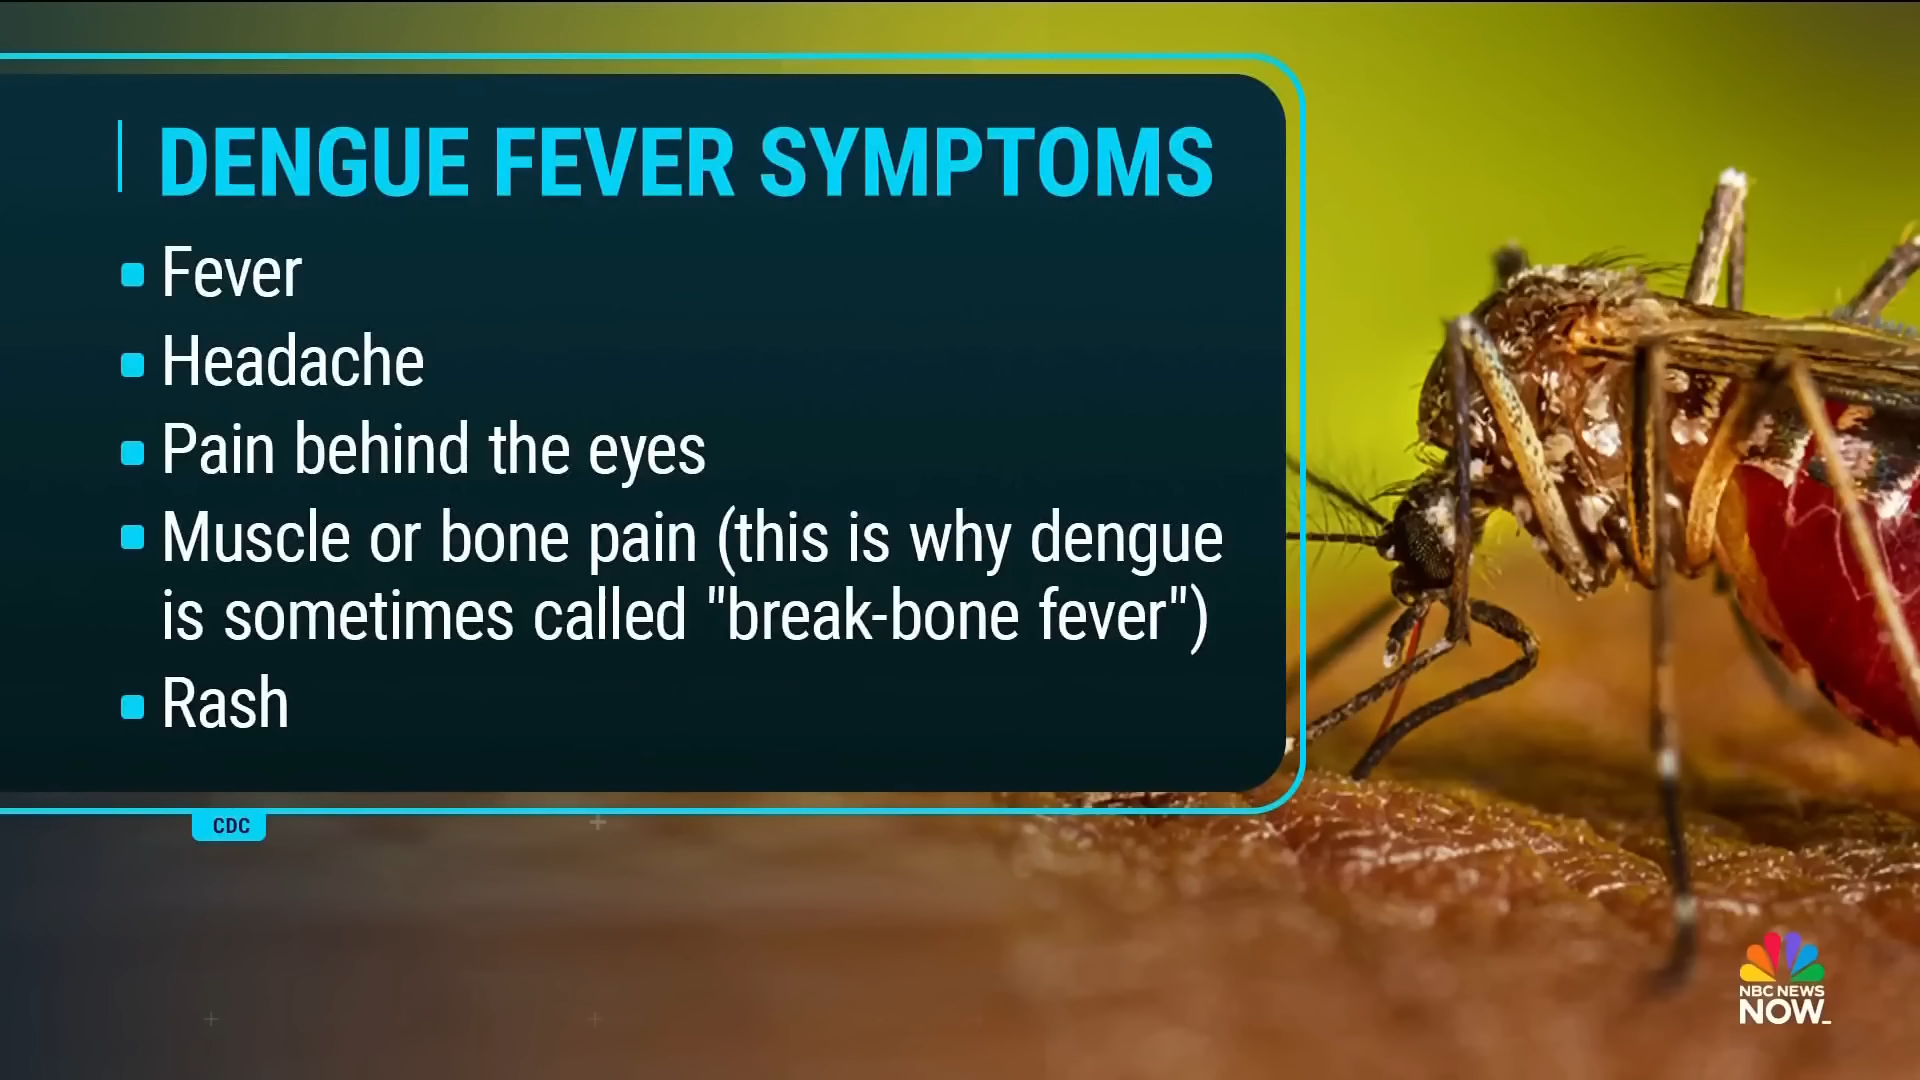 DENGUE FEVER SYMPTOMS
Fever
Headache
Pain behind the eyes
Muscle or bone pain (this is why dengue
is sometimes called "break-bone fever")
Rash
CDC
NBC NEWS
NOW_